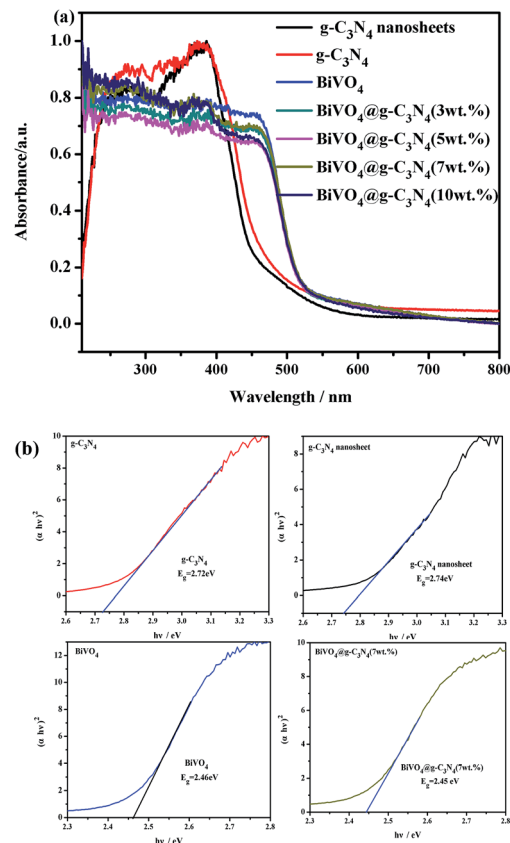 (a)
1.0
0.8
0.6
0.4
0.2
0.0
Absorbance/a.u.
g-C3N4 nanosheets
g-C3N4
BiVO4
BiVO4@g-C3N4(3wt.%)
BiVO4@g-C3N4(5wt.%)
BiVO4@g-C3N4(7wt.%)
BiVO4@g-C3N4(10wt.%)
300 400 500 600 700 800
Wavelength / nm
(b)
g-C3N4
10
8
6
4
2
0
(α hν)2
g-C3N4
Eg=2.72eV
2.6 2.7 2.8 2.9 3.0 3.1 3.2 3.3
hν / eV
g-C3N4 nanosheet
8
6
4
2
0
(α hν)2
g-C3N4 nanosheet
Eg=2.74eV
2.6 2.7 2.8 2.9 3.0 3.1 3.2 3.3
hν / eV
BiVO4
12
10
8
6
4
2
0
(α hν)2
BiVO4
Eg=2.46eV
2.3 2.4 2.5 2.6 2.7 2.8
hν / eV
BiVO4@g-C3N4(7wt.%)
10
8
6
4
2
0
(α hν)2
BiVO4@g-C3N4(7wt.%)
Eg=2.45 eV
2.3 2.4 2.5 2.6 2.7 2.8
hν / eV